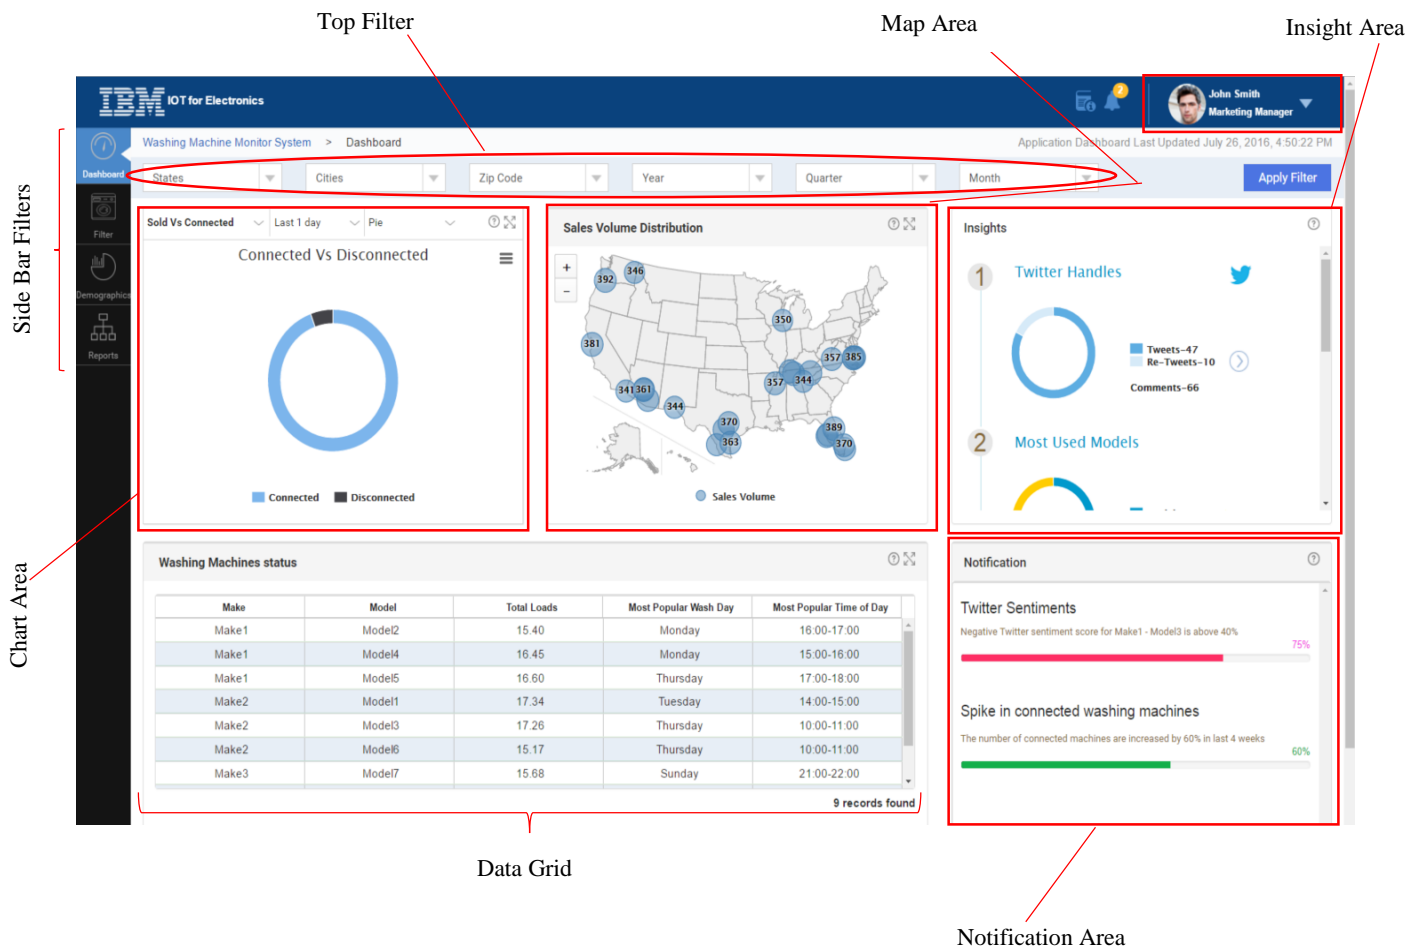 Top Filter
Map Area
Insight Area
IBM IOT for Electronics
2
John Smith
Marketing Manager
Washing Machine Monitor System > Dashboard
Application Dashboard Last Updated July 26, 2016, 4:50:22 PM
States
Cities
Zip Code
Year
Quarter
Month
Apply Filter
Side Bar Filters
Dashboard
Filter
Demographics
Reports
Chart Area
Sold Vs Connected
Last 1 day
Pie
Connected Vs Disconnected
Connected
Disconnected
Sales Volume Distribution
+
-
392
346
350
381
357
385
341
361
357
344
344
370
363
389
370
Sales Volume
Insights
1
Twitter Handles
Tweets-47
Re-Tweets-10
Comments-66
2
Most Used Models
Washing Machines status
Make Model Total Loads Most Popular Wash Day Most Popular Time of Day
Make1 Model2 15.40 Monday 16:00-17:00
Make1 Model4 16.45 Monday 15:00-16:00
Make1 Model5 16.60 Thursday 17:00-18:00
Make2 Model1 17.34 Tuesday 14:00-15:00
Make2 Model3 17.26 Thursday 10:00-11:00
Make2 Model6 15.17 Thursday 10:00-11:00
Make3 Model7 15.68 Sunday 21:00-22:00
9 records found
Notification
Twitter Sentiments
Negative Twitter sentiment score for Make1 - Model3 is above 40%
75%
Spike in connected washing machines
The number of connected machines are increased by 60% in last 4 weeks
60%
Data Grid
Notification Area